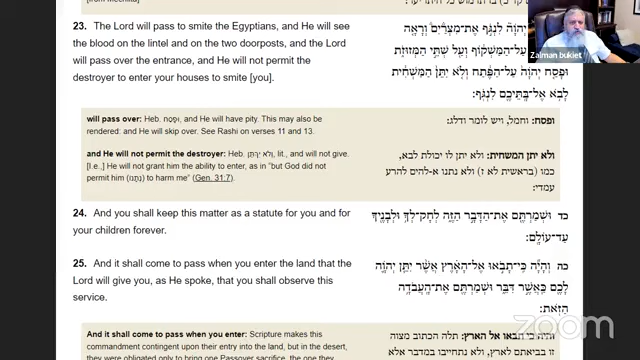 [from Mechilta]
23. The Lord will pass to smite the Egyptians, and He will see
the blood on the lintel and on the two doorposts, and the Lord
will pass over the entrance, and He will not permit the
destroyer to enter your houses to smite [you].
יְהֹוָה֘ לִנְגֹּ֣ף אֶת־מִצְרַ֒יִם֒ וְרָאָ֤ה
עַל־הַמַּשְׁק֔וֹף וְעַ֖ל שְׁתֵּ֣י הַמְּזוּזֹ֑ת
וּפָסַ֤ח יְהֹוָה֙ עַל־הַפֶּ֔תַח וְלֹ֤א יִתֵּן֙ הַמַּשְׁחִ֔ית
לָבֹ֥א אֶל־בָּתֵּיכֶ֖ם לִנְגֹּֽף:
will pass over: Heb. וּפָסַח, and He will have pity. This may also be
rendered: and He will skip over. See Rashi on verses 11 and 13.
ופסח: וחמל, ויש לומר ודלג:
and He will not permit the destroyer: Heb. וְלֹא יִתֵּן, lit., and will not give.
[I.e.,] He will not grant him the ability to enter, as in “but God did not
permit him (נְתָנוֹ) to harm me” (Gen. 31:7).
ולא יתן המשחית: ולא יתן לו יכולת לבא,
כמו (בראשית לא ז) ולא נתנו א-להים להרע
עמדי:
24. And you shall keep this matter as a statute for you and for
your children forever.
כד וּשְׁמַרְתֶּ֖ם אֶת־הַדָּבָ֣ר הַזֶּ֑ה לְחָק־לְךָ֥ וּלְבָנֶ֖יךָ
עַד־עוֹלָֽם:
25. And it shall come to pass when you enter the land that the
Lord will give you, as He spoke, that you shall observe this
service.
כה וְהָיָ֞ה כִּֽי־תָבֹ֣אוּ אֶל־הָאָ֗רֶץ אֲשֶׁ֨ר יִתֵּ֧ן יְהֹוָ֛ה
לָכֶ֖ם כַּֽאֲשֶׁ֣ר דִּבֵּ֑ר וּשְׁמַרְתֶּ֖ם אֶת־הָֽעֲבֹדָ֥ה
הַזֹּֽאת:
And it shall come to pass when you enter: Scripture makes this
commandment contingent upon their entry into the land, but in the desert,
they were obligated only to bring one Passover sacrifice, the one they
תבאו אל הארץ: תלה הכתוב מצוה
זו בביאתם לארץ, ולא נתחייבו במדבר אלא
Zalman bukiet
zoom